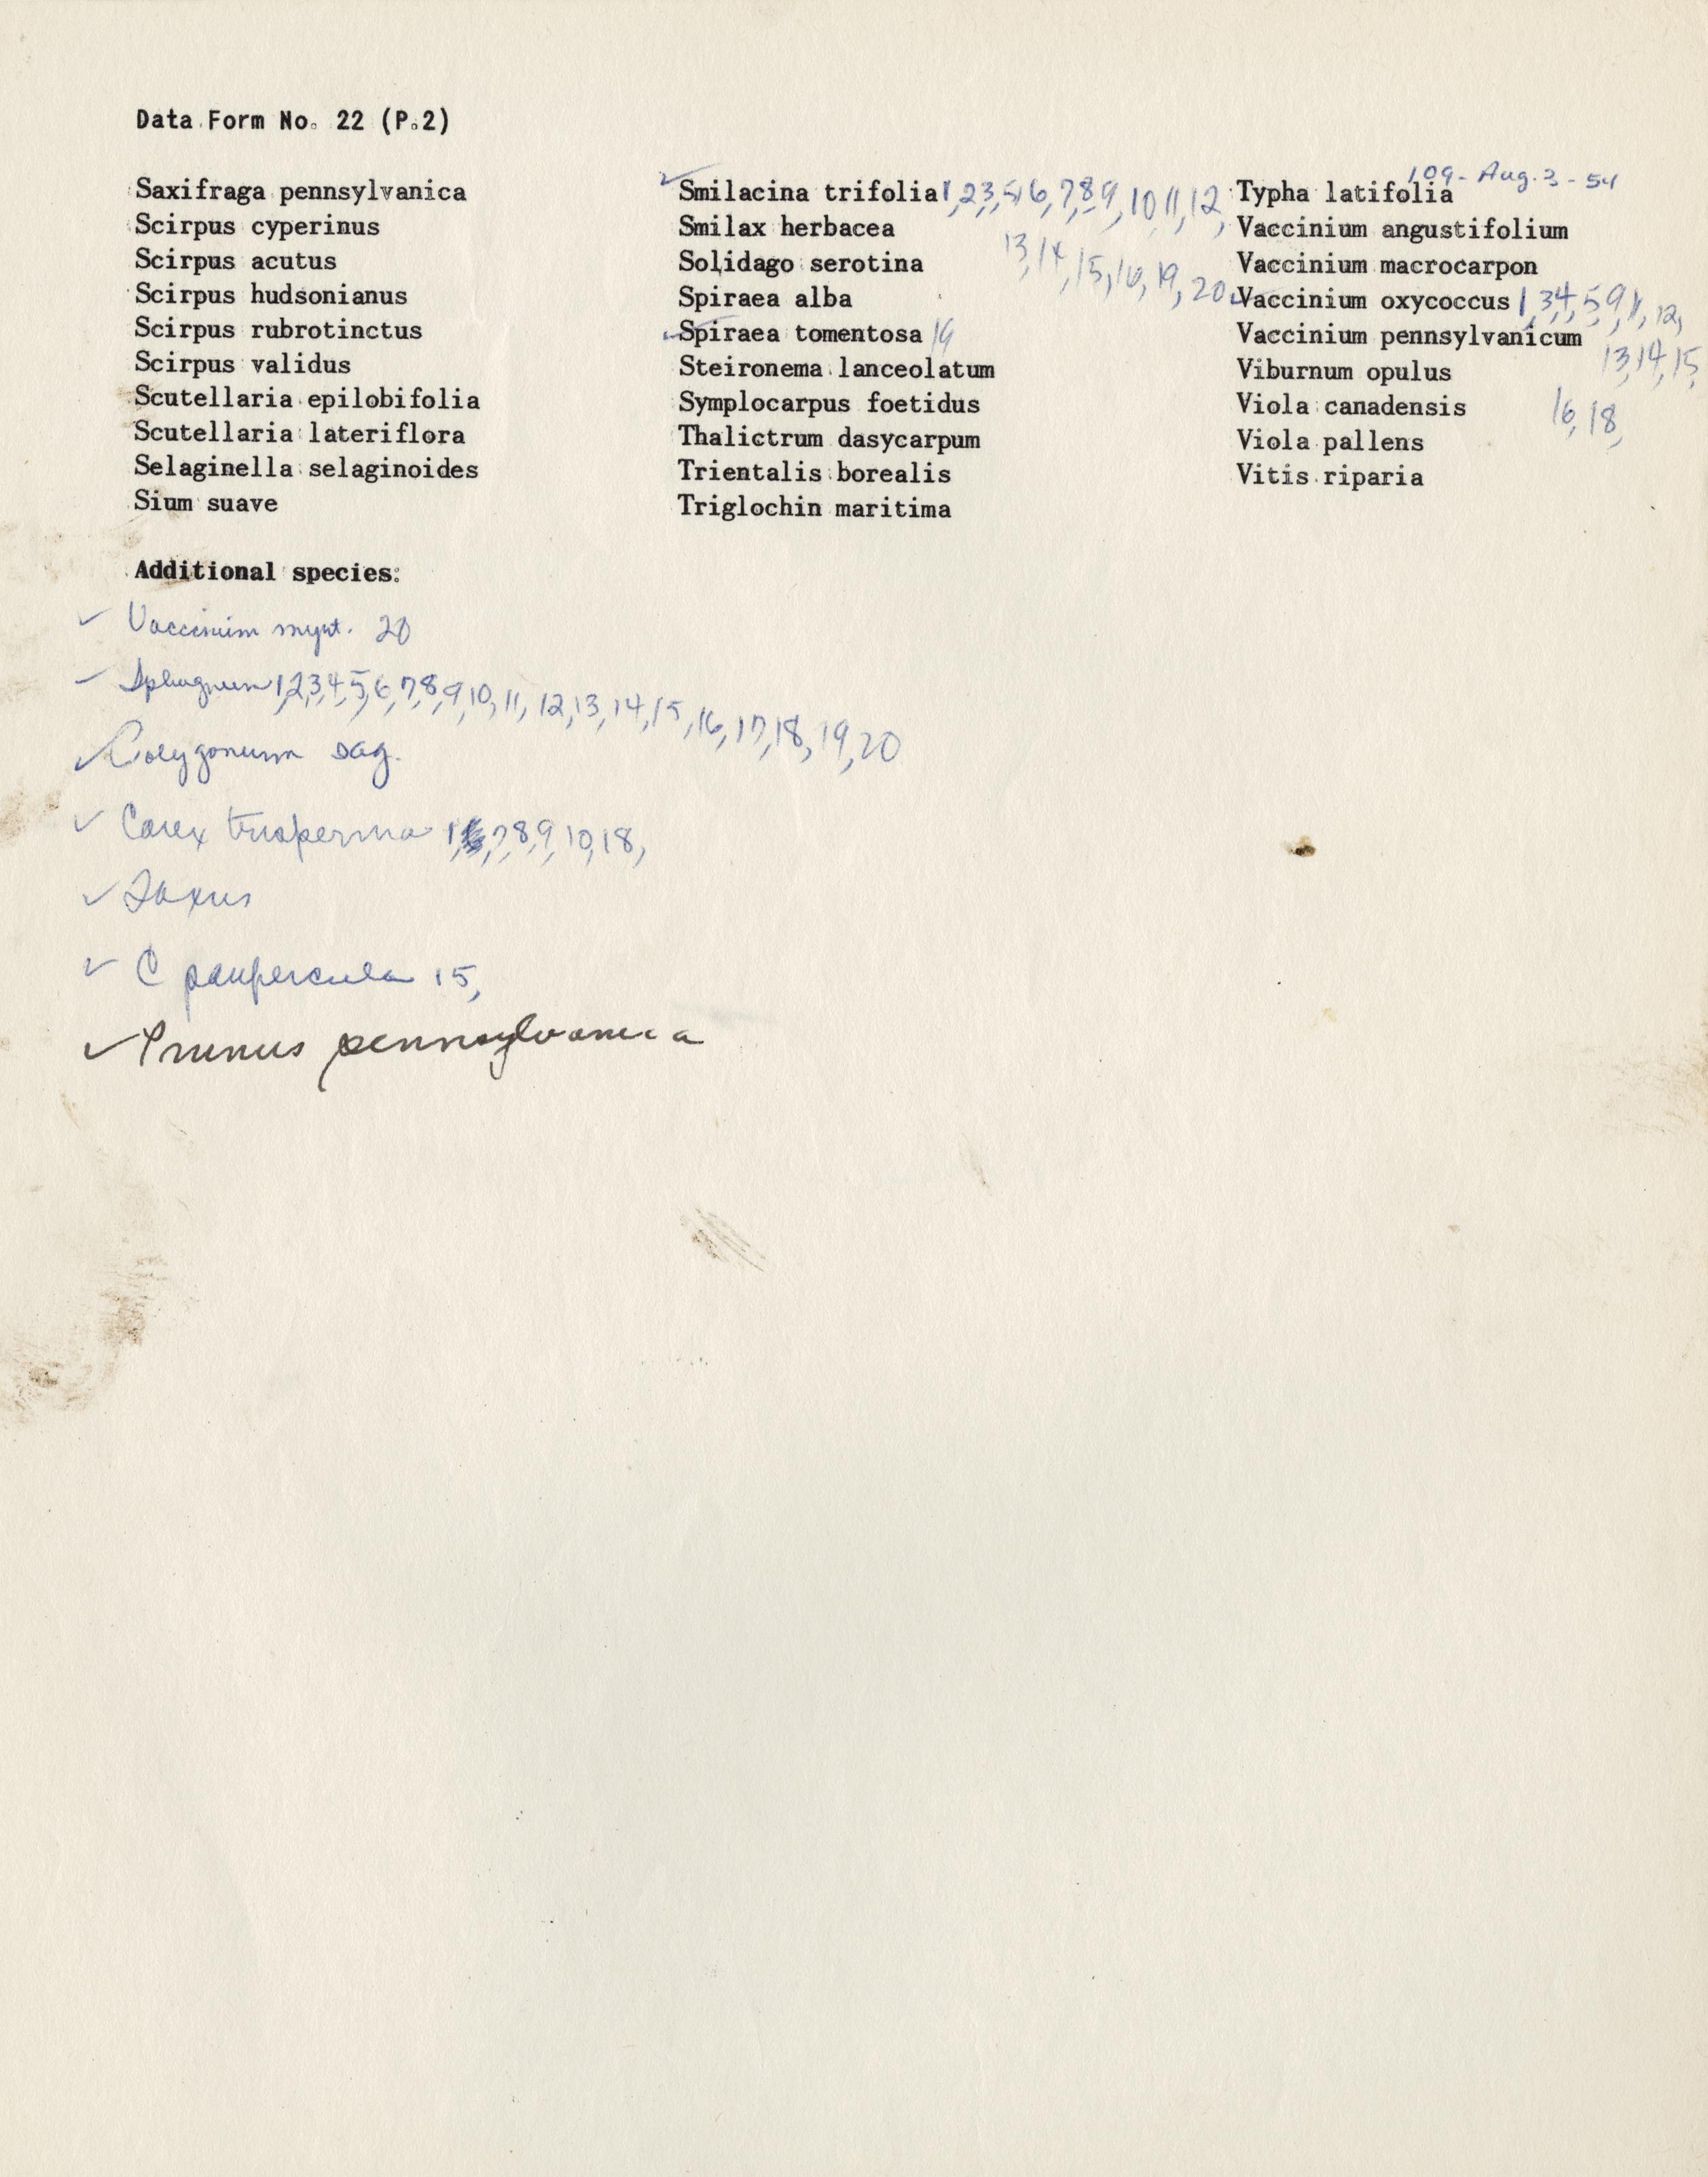 Data Form No. 22 (P.2)
109- Aug. 3 - 54
Saxifraga pennsylvanica
Scirpus cyperinus
Scirpus acutus
Scirpus hudsonianus
Scirpus rubrotinctus
Scirpus validus
Scutellaria epilobifolia
Scutellaria lateriflora
Selaginella selaginoides
Sium suave
✓ Smilacina trifolia 1,2,3,5,6,7,8,9,10,11,12,
Smilax herbacea
13,14,15,16,19,20
Solidago serotina
Spiraea alba
✓ Spiraea tomentosa 19
Steironema lanceolatum
Symplocarpus foetidus
Thalictrum dasycarpum
Trientalis borealis
Triglochin maritima
Typha latifolia
Vaccinium angustifolium
Vaccinium macrocarpon
✓ Vaccinium oxycoccus 1,3,4,5,9,11,12,
Vaccinium pennsylvanicum
13,14,15,
Viburnum opulus
Viola canadensis
16,18,
Viola pallens
Vitis riparia
Additional species:
✓ Vaccinium myrt. 20
✓ Sphagnum 1,2,3,4,5,6,7,8,9,10,11,12,13,14,15,16,17,18,19,20
✓ Polygonum sag.
✓ Carex trisperma 1,7,8,9,10,18,
✓ Taxus
✓ C paupercula 15,
✓ Prunus pennsylvanica